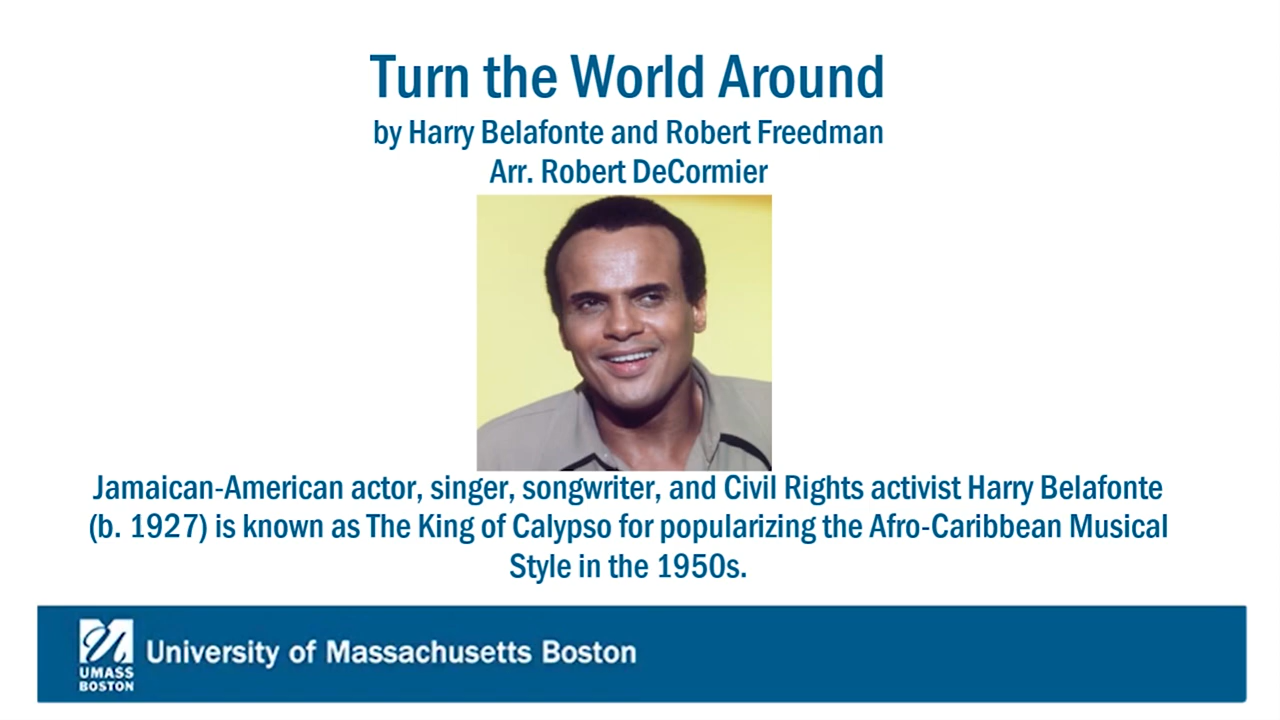 Turn the World Around
by Harry Belafonte and Robert Freedman
Arr. Robert DeCormier
Jamaican-American actor, singer, songwriter, and Civil Rights activist Harry Belafonte
(b. 1927) is known as The King of Calypso for popularizing the Afro-Caribbean Musical
Style in the 1950s.
University of Massachusetts Boston
UMASS
BOSTON